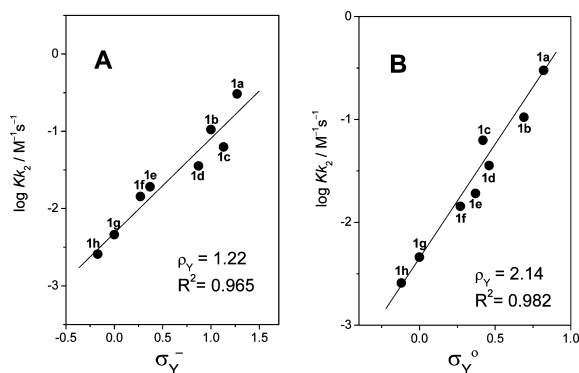 A
log Kk₂ / M⁻¹s⁻¹
0
-1
-2
-3
1a
1b
1c
1d
1e
1f
1g
1h
ρY = 1.22
R² = 0.965
-0.5 0.0 0.5 1.0 1.5
σY⁻
B
log Kk₂ / M⁻¹s⁻¹
-0
-1
-2
-3
1a
1b
1c
1d
1e
1f
1g
1h
ρY = 2.14
R² = 0.982
0.0 0.5 1.0
σYᵒ